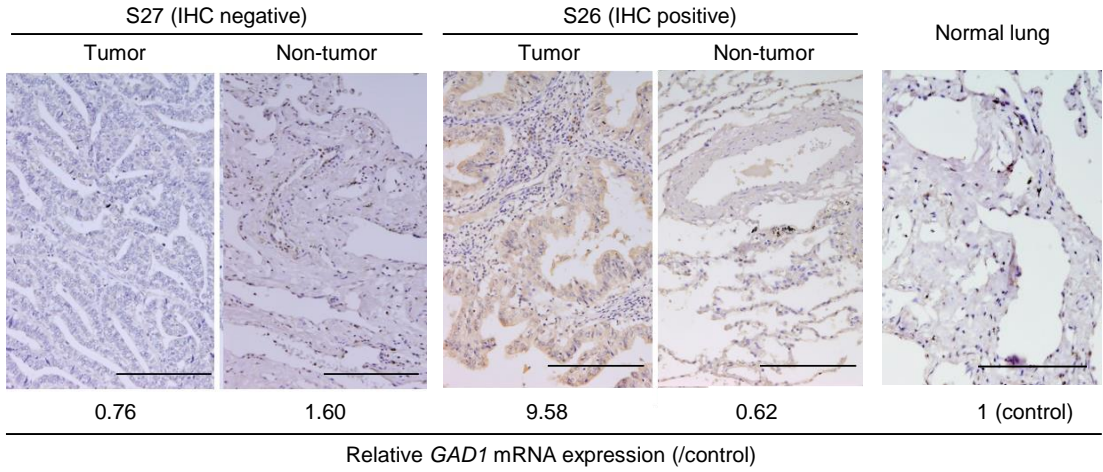 S27 (IHC negative)
S26 (IHC positive)
Normal lung
Tumor
Non-tumor
Tumor
Non-tumor
0.76
1.60
9.58
0.62
1 (control)
Relative GAD1 mRNA expression (/control)